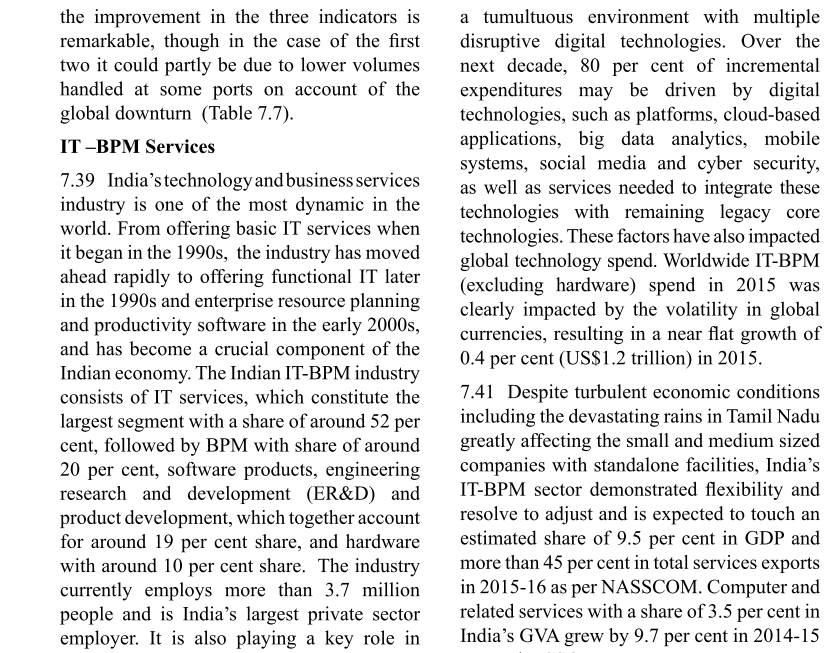 the improvement in the three indicators is
remarkable, though in the case of the first
two it could partly be due to lower volumes
handled at some ports on account of the
global downturn (Table 7.7).
IT –BPM Services
7.39 India's technology and business services
industry is one of the most dynamic in the
world. From offering basic IT services when
it began in the 1990s, the industry has moved
ahead rapidly to offering functional IT later
in the 1990s and enterprise resource planning
and productivity software in the early 2000s,
and has become a crucial component of the
Indian economy. The Indian IT-BPM industry
consists of IT services, which constitute the
largest segment with a share of around 52 per
cent, followed by BPM with share of around
20 per cent, software products, engineering
research and development (ER&D) and
product development, which together account
for around 19 per cent share, and hardware
with around 10 per cent share. The industry
currently employs more than 3.7 million
people and is India's largest private sector
employer. It is also playing a key role in
a tumultuous environment with multiple
disruptive digital technologies. Over the
next decade, 80 per cent of incremental
expenditures may be driven by digital
technologies, such as platforms, cloud-based
applications, big data analytics, mobile
systems, social media and cyber security,
as well as services needed to integrate these
technologies with remaining legacy core
technologies. These factors have also impacted
global technology spend. Worldwide IT-BPM
(excluding hardware) spend in 2015 was
clearly impacted by the volatility in global
currencies, resulting in a near flat growth of
0.4 per cent (US$1.2 trillion) in 2015.
7.41 Despite turbulent economic conditions
including the devastating rains in Tamil Nadu
greatly affecting the small and medium sized
companies with standalone facilities, India's
IT-BPM sector demonstrated flexibility and
resolve to adjust and is expected to touch an
estimated share of 9.5 per cent in GDP and
more than 45 per cent in total services exports
in 2015-16 as per NASSCOM. Computer and
related services with a share of 3.5 per cent in
India's GVA grew by 9.7 per cent in 2014-15